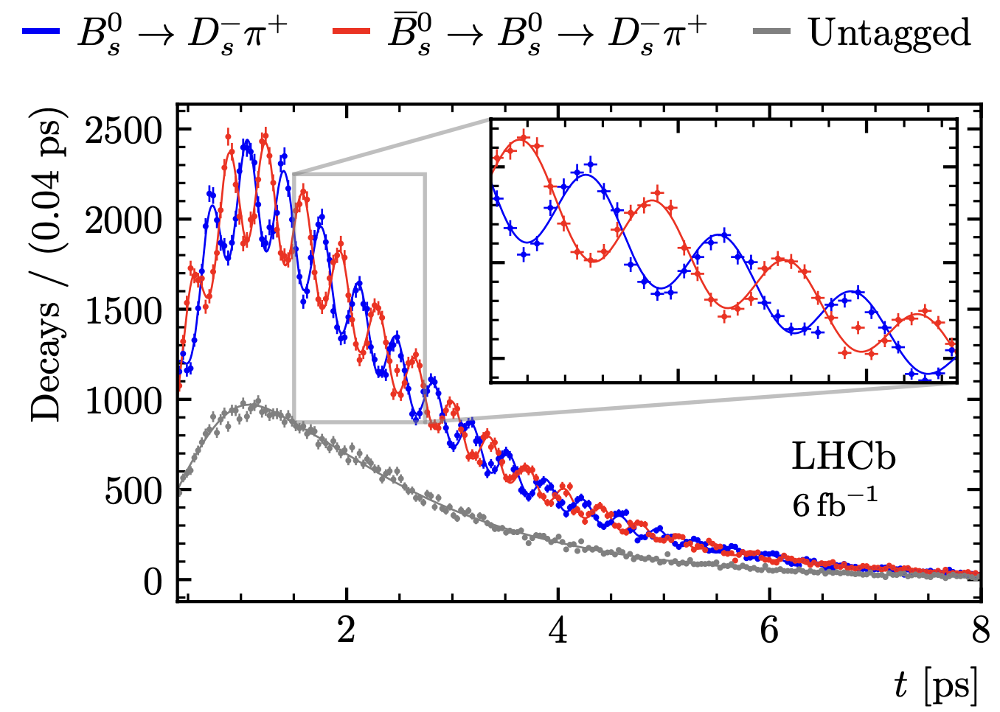 B⁰ₛ → D⁻ₛπ⁺ B̅⁰ₛ → B⁰ₛ → D⁻ₛπ⁺ Untagged
Decays / (0.04 ps)
2500
2000
1500
1000
500
0
LHCb
6 fb⁻¹
2 4 6 8
t [ps]